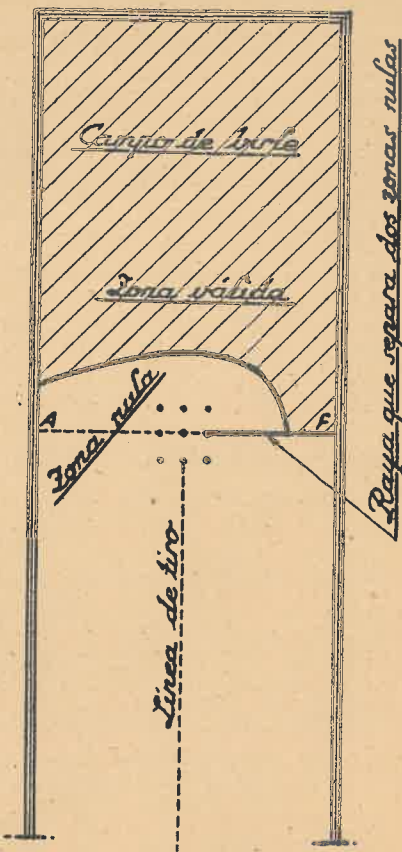 Campo de birle
Zona válida
Zona nula
A
F
Raya que separa dos zonas nulas
Línea de tiro